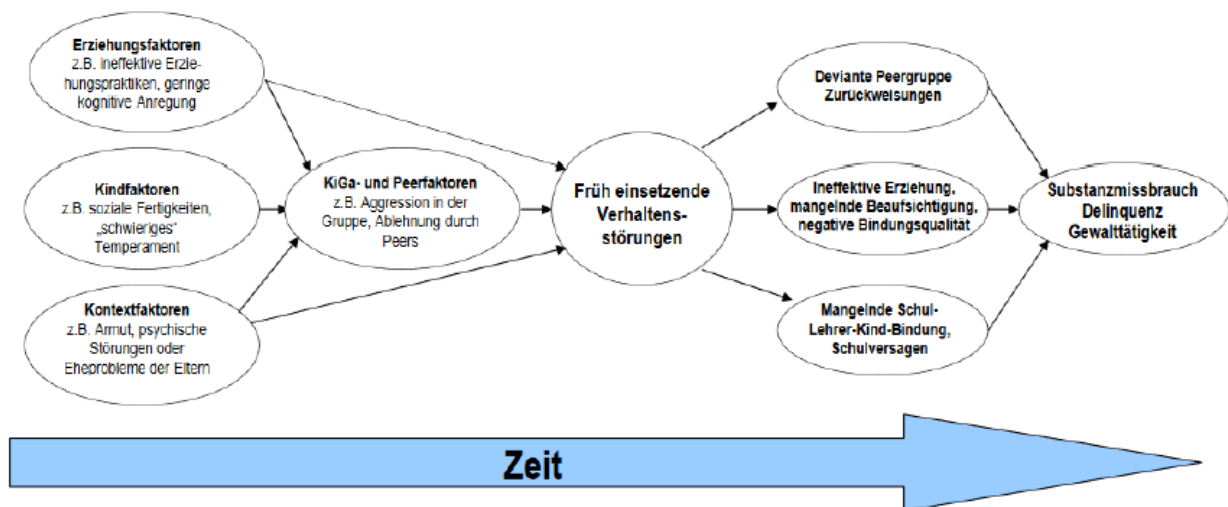 Erziehungsfaktoren
z.B. ineffektive Erzie-
hungspraktiken, geringe
kognitive Anregung
Kindfaktoren
z.B. soziale Fertigkeiten,
„schwieriges“
Temperament
Kontextfaktoren
z.B. Armut, psychische
Störungen oder
Eheprobleme der Eltern
KiGa- und Peerfaktoren
z.B. Aggression in der
Gruppe, Ablehnung durch
Peers
Früh einsetzende
Verhaltens-
störungen
Deviante Peergruppe
Zurückweisungen
Ineffektive Erziehung,
mangelnde Beaufsichtigung,
negative Bindungsqualität
Mangelnde Schul-
Lehrer-Kind-Bindung,
Schulversagen
Substanzmissbrauch
Delinquenz
Gewalttätigkeit
Zeit